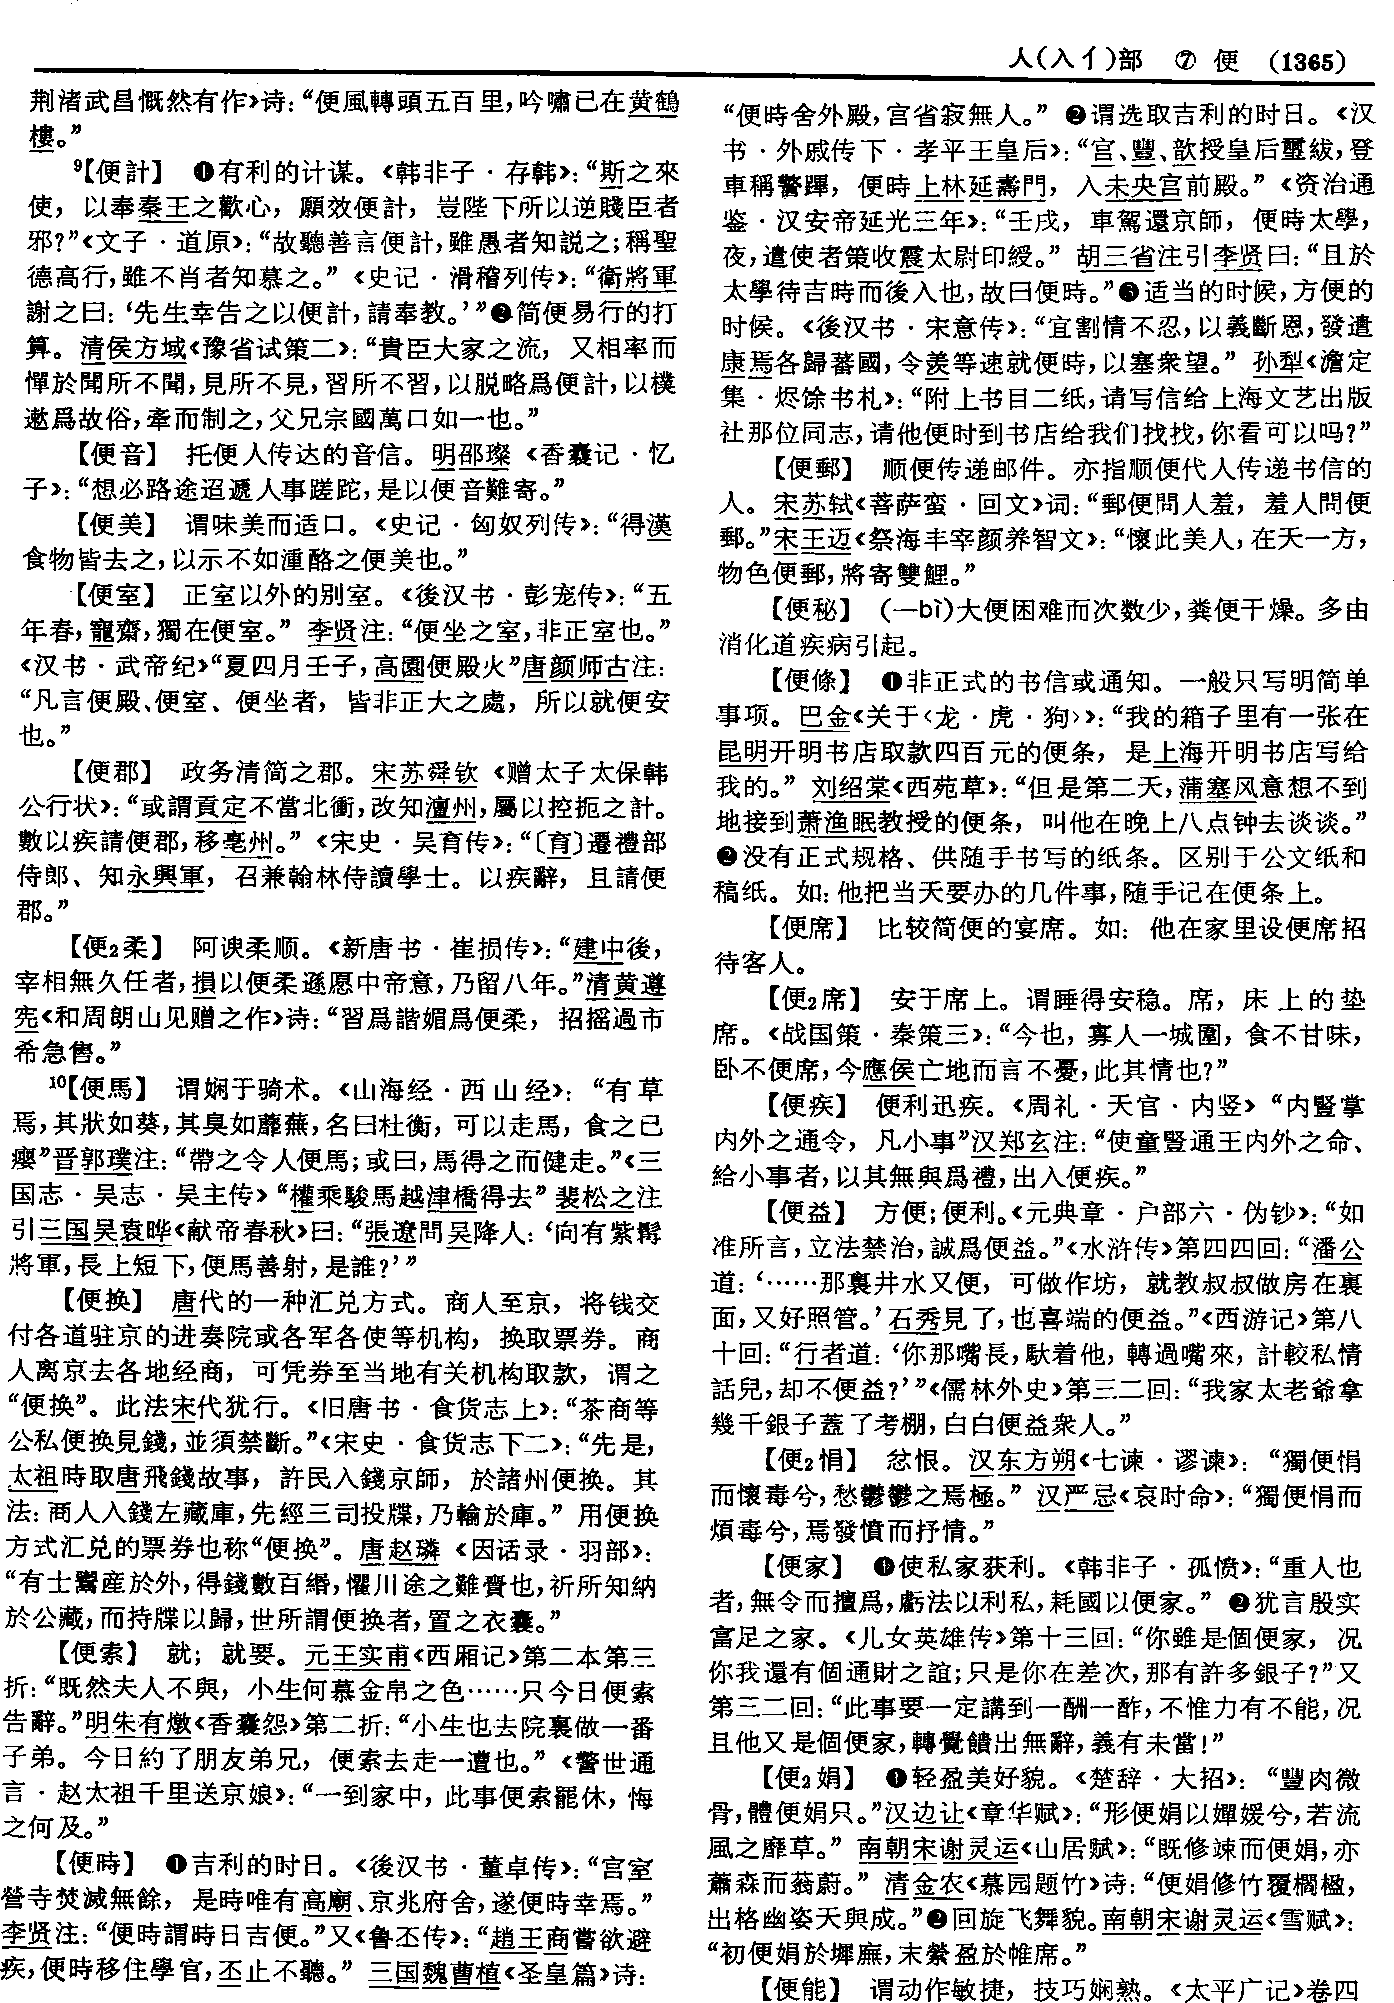 人(入亻)部 ⑦ 便 (1365)
荆渚武昌慨然有作》诗：“便風轉頭五百里，吟嘯已在黄鶴
樓。”
⁹【便計】 ❶有利的计谋。《韩非子·存韩》：“斯之來
使，以奉秦王之歡心，願效便計，豈陛下所以逆賤臣者
邪？”《文子·道原》：“故聽善言便計，雖愚者知説之；稱聖
德高行，雖不肖者知慕之。”《史记·滑稽列传》：“衛將軍
謝之曰：‘先生幸告之以便計，請奉教。’”❷简便易行的打
算。清侯方域《豫省试策二》：“貴臣大家之流，又相率而
憚於聞所不聞，見所不見，習所不習，以脱略爲便計，以樸
遬爲故俗，牽而制之，父兄宗國萬口如一也。”
【便音】 托便人传达的音信。明邵璨《香囊记·忆
子》：“想必路途迢遞人事蹉跎，是以便音難寄。”
【便美】 谓味美而适口。《史记·匈奴列传》：“得漢
食物皆去之，以示不如湩酪之便美也。”
【便室】 正室以外的别室。《後汉书·彭宠传》：“五
年春，寵齋，獨在便室。”李贤注：“便坐之室，非正室也。”
《汉书·武帝纪》“夏四月壬子，高園便殿火”唐颜师古注：
“凡言便殿、便室、便坐者，皆非正大之處，所以就便安
也。”
【便郡】 政务清简之郡。宋苏舜钦《赠太子太保韩
公行状》：“或謂貢定不當北衝，改知澶州，屬以控扼之計。
數以疾請便郡，移亳州。”《宋史·吴育传》：“〔育〕遷禮部
侍郎、知永興軍，召兼翰林侍讀學士。以疾辭，且請便
郡。”
【便₂柔】 阿谀柔顺。《新唐书·崔损传》：“建中後，
宰相無久任者，損以便柔遜愿中帝意，乃留八年。”清黄遵
宪《和周朗山见赠之作》诗：“習爲諧媚爲便柔，招摇過市
希急售。”
¹⁰【便馬】 谓娴于骑术。《山海经·西山经》：“有草
焉，其狀如葵，其臭如蘼蕪，名曰杜衡，可以走馬，食之已
癭”晋郭璞注：“帶之令人便馬；或曰，馬得之而健走。”《三
国志·吴志·吴主传》“權乘駿馬越津橋得去”裴松之注
引三国吴袁晔《献帝春秋》曰：“張遼問吴降人：‘向有紫髯
將軍，長上短下，便馬善射，是誰？’”
【便换】 唐代的一种汇兑方式。商人至京，将钱交
付各道驻京的进奏院或各军各使等机构，换取票券。商
人离京去各地经商，可凭券至当地有关机构取款，谓之
“便换”。此法宋代犹行。《旧唐书·食货志上》：“茶商等
公私便换見錢，並須禁斷。”《宋史·食货志下二》：“先是，
太祖時取唐飛錢故事，許民入錢京師，於諸州便换。其
法：商人入錢左藏庫，先經三司投牒，乃輸於庫。”用便换
方式汇兑的票券也称“便换”。唐赵璘《因话录·羽部》：
“有士鬻産於外，得錢數百緡，懼川途之難賫也，祈所知納
於公藏，而持牒以歸，世所謂便换者，置之衣囊。”
【便索】 就；就要。元王实甫《西厢记》第二本第三
折：“既然夫人不與，小生何慕金帛之色……只今日便索
告辭。”明朱有燉《香囊怨》第二折：“小生也去院裏做一番
子弟。今日約了朋友弟兄，便索去走一遭也。”《警世通
言·赵太祖千里送京娘》：“一到家中，此事便索罷休，悔
之何及。”
【便時】 ❶吉利的时日。《後汉书·董卓传》：“宫室
營寺焚滅無餘，是時唯有高廟、京兆府舍，遂便時幸焉。”
李贤注：“便時謂時日吉便。”又《鲁丕传》：“趙王商嘗欲避
疾，便時移住學官，丕止不聽。”三国魏曹植《圣皇篇》诗：
“便時舍外殿，宫省寂無人。”❷谓选取吉利的时日。《汉
书·外戚传下·孝平王皇后》：“宫、豐、歆授皇后璽紱，登
車稱警蹕，便時上林延壽門，入未央宫前殿。”《资治通
鉴·汉安帝延光三年》：“壬戌，車駕還京師，便時太學，
夜，遣使者策收震太尉印綬。”胡三省注引李贤曰：“且於
太學待吉時而後入也，故曰便時。”❸适当的时候，方便的
时候。《後汉书·宋意传》：“宜割情不忍，以義斷恩，發遣
康焉各歸蕃國，令羨等速就便時，以塞衆望。”孙犁《澹定
集·烬馀书札》：“附上书目二纸，请写信给上海文艺出版
社那位同志，请他便时到书店给我们找找，你看可以吗？”
【便郵】 顺便传递邮件。亦指顺便代人传递书信的
人。宋苏轼《菩萨蛮·回文》词：“郵便問人羞，羞人問便
郵。”宋王迈《祭海丰宰颜养智文》：“懷此美人，在天一方，
物色便郵，將寄雙鯉。”
【便秘】 (—bì)大便困难而次数少，粪便干燥。多由
消化道疾病引起。
【便條】 ❶非正式的书信或通知。一般只写明简单
事项。巴金《关于〈龙·虎·狗〉》：“我的箱子里有一张在
昆明开明书店取款四百元的便条，是上海开明书店写给
我的。”刘绍棠《西苑草》：“但是第二天，蒲塞风意想不到
地接到萧渔眠教授的便条，叫他在晚上八点钟去谈谈。”
❷没有正式规格、供随手书写的纸条。区别于公文纸和
稿纸。如：他把当天要办的几件事，随手记在便条上。
【便席】 比较简便的宴席。如：他在家里设便席招
待客人。
【便₂席】 安于席上。谓睡得安稳。席，床上的垫
席。《战国策·秦策三》：“今也，寡人一城圍，食不甘味，
卧不便席，今應侯亡地而言不憂，此其情也？”
【便疾】 便利迅疾。《周礼·天官·内竖》“内豎掌
内外之通令，凡小事”汉郑玄注：“使童豎通王内外之命、
給小事者，以其無與爲禮，出入便疾。”
【便益】 方便；便利。《元典章·户部六·伪钞》：“如
准所言，立法禁治，誠爲便益。”《水浒传》第四四回：“潘公
道：‘……那裏井水又便，可做作坊，就教叔叔做房在裏
面，又好照管。’石秀見了，也喜端的便益。”《西游记》第八
十回：“行者道：‘你那嘴長，馱着他，轉過嘴來，計較私情
話兒，却不便益？’”《儒林外史》第三二回：“我家太老爺拿
幾千銀子蓋了考棚，白白便益衆人。”
【便₂悁】 忿恨。汉东方朔《七谏·谬谏》：“獨便悁
而懷毒兮，愁鬱鬱之焉極。”汉严忌《哀时命》：“獨便悁而
煩毒兮，焉發憤而抒情。”
【便家】 ❶使私家获利。《韩非子·孤愤》：“重人也
者，無令而擅爲，虧法以利私，耗國以便家。”❷犹言殷实
富足之家。《儿女英雄传》第十三回：“你雖是個便家，况
你我還有個通財之誼；只是你在差次，那有許多銀子？”又
第三二回：“此事要一定講到一酬一酢，不惟力有不能，况
且他又是個便家，轉覺饋出無辭，義有未當！”
【便₂娟】 ❶轻盈美好貌。《楚辞·大招》：“豐肉微
骨，體便娟只。”汉边让《章华赋》：“形便娟以嬋媛兮，若流
風之靡草。”南朝宋谢灵运《山居赋》：“既修竦而便娟，亦
蕭森而蓊蔚。”清金农《慕园题竹》诗：“便娟修竹覆櫩楹，
出格幽姿天與成。”❷回旋飞舞貌。南朝宋谢灵运《雪赋》：
“初便娟於墀廡，末縈盈於帷席。”
【便能】 谓动作敏捷，技巧娴熟。《太平广记》卷四